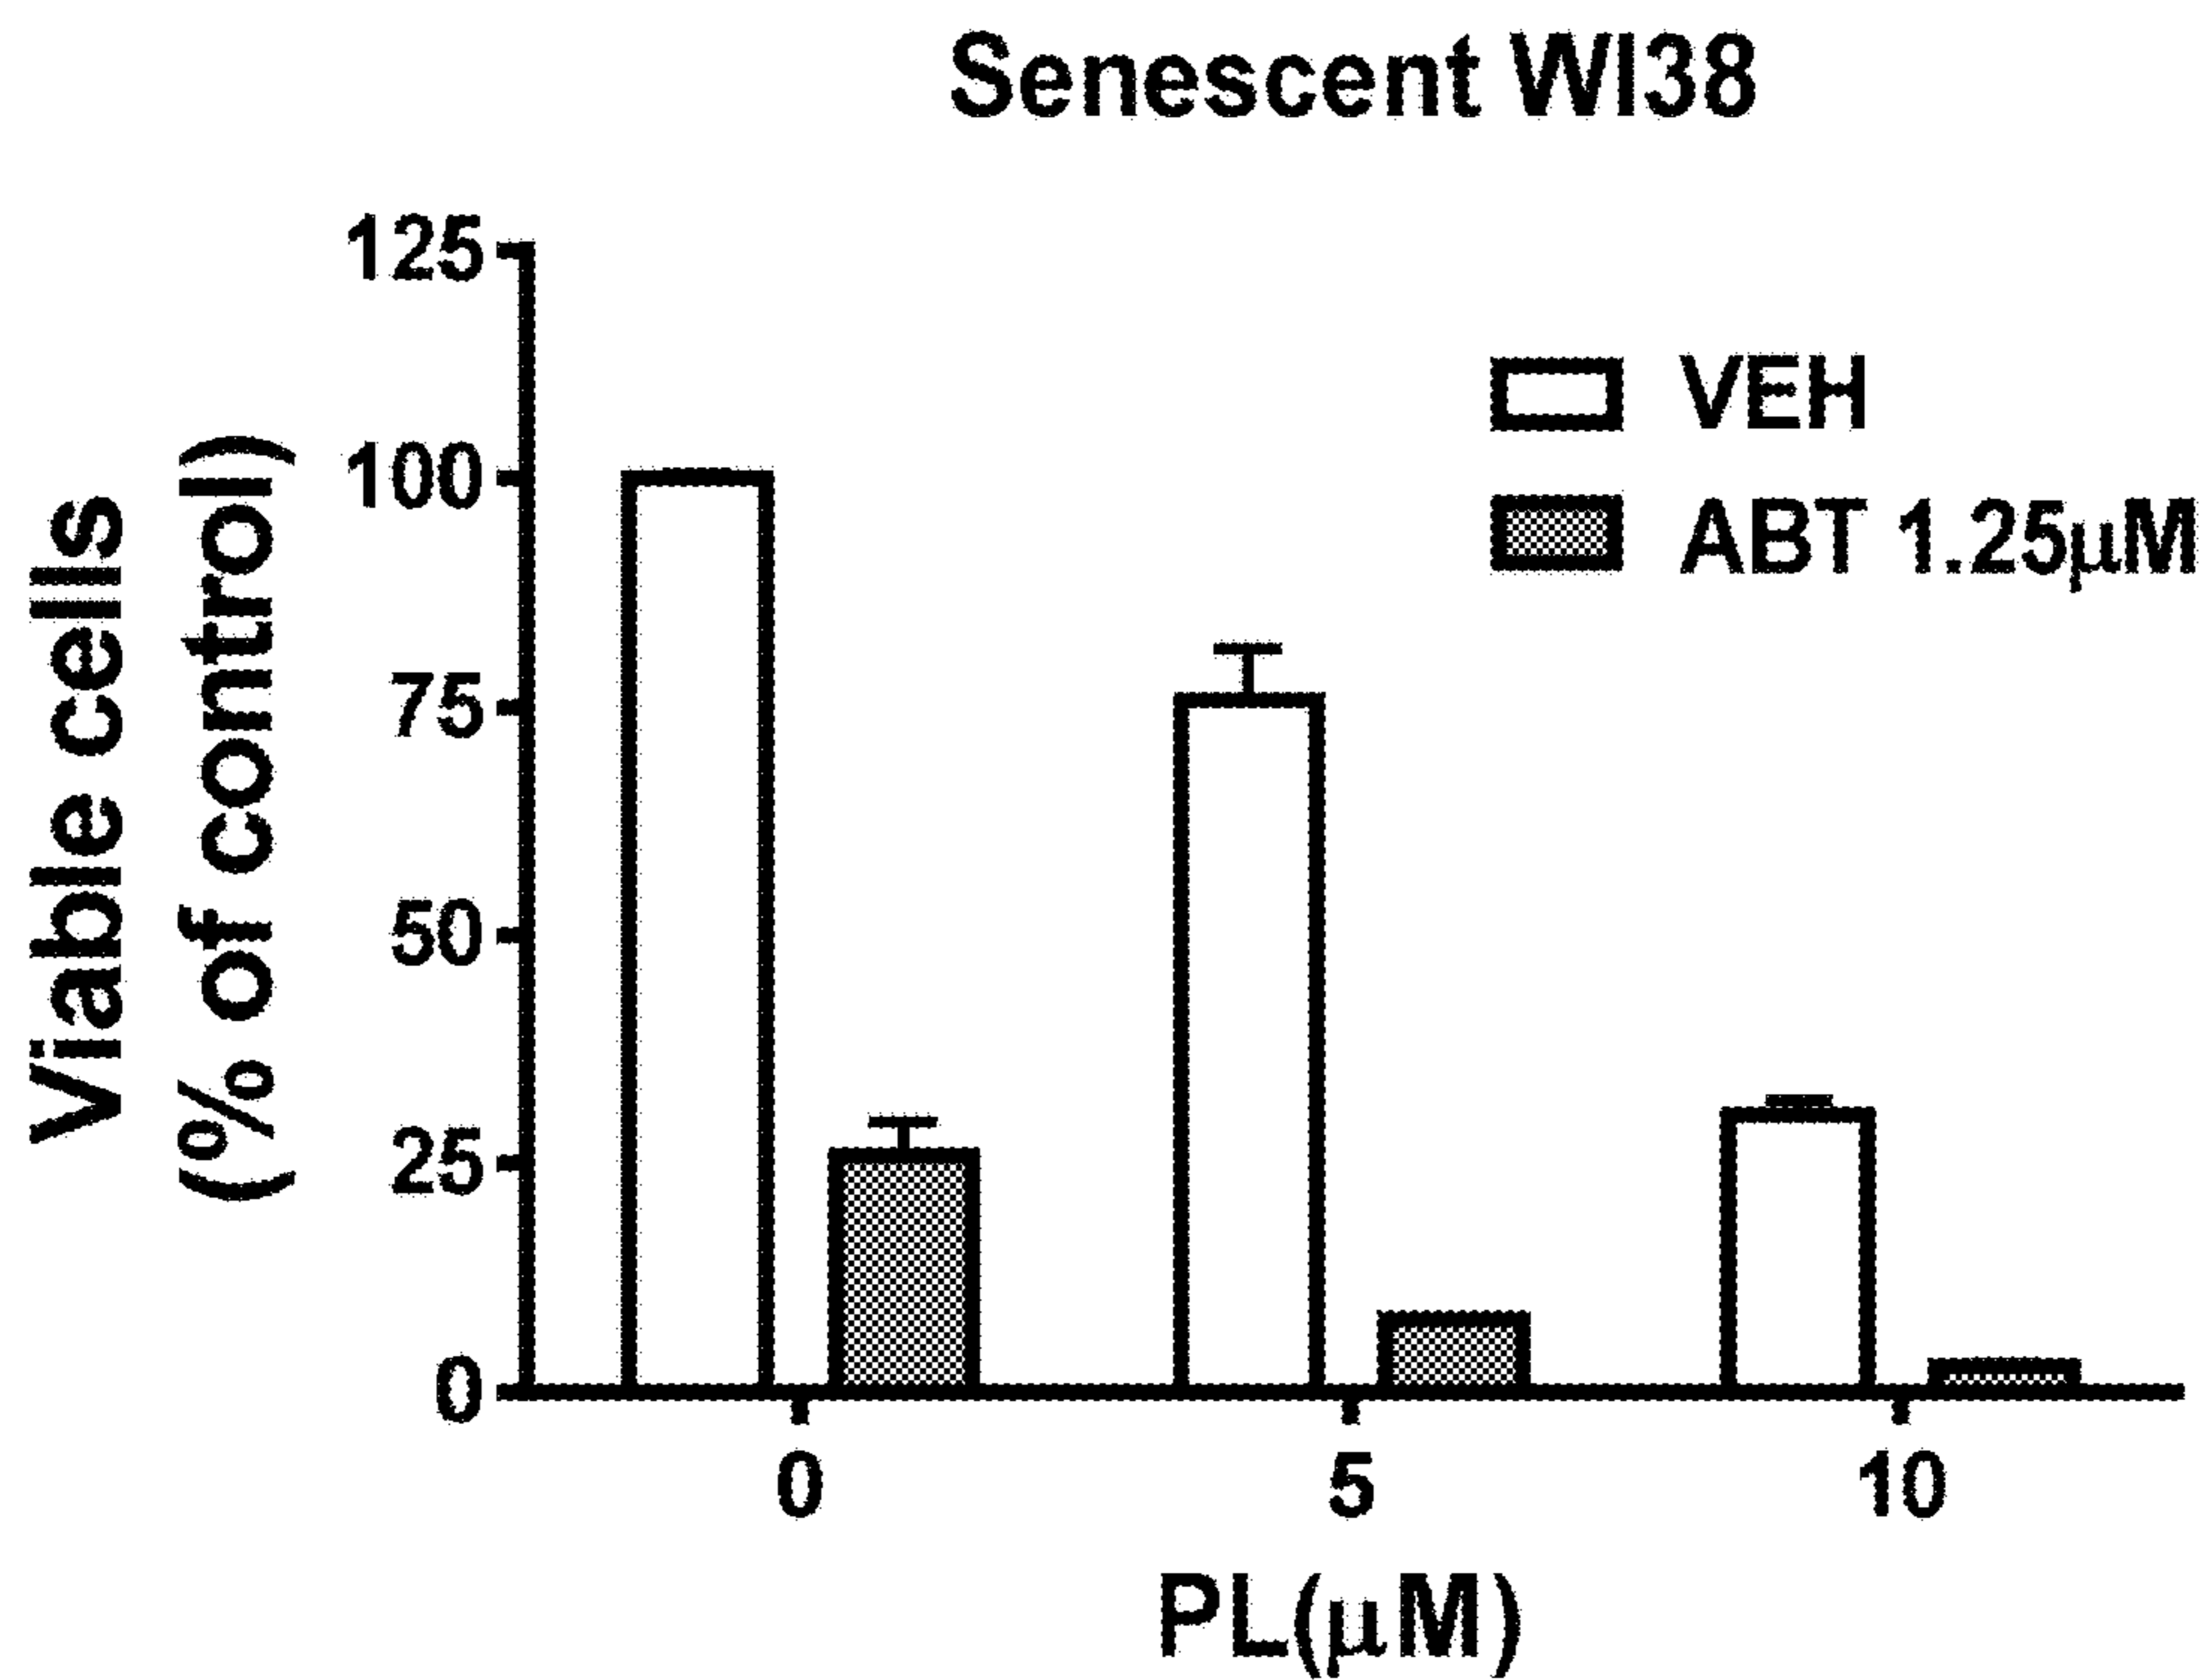 Senescent WI38
Viable cells
(% of control)
125
100
75
50
25
0
VEH
ABT 1.25μM
0 5 10
PL(μM)